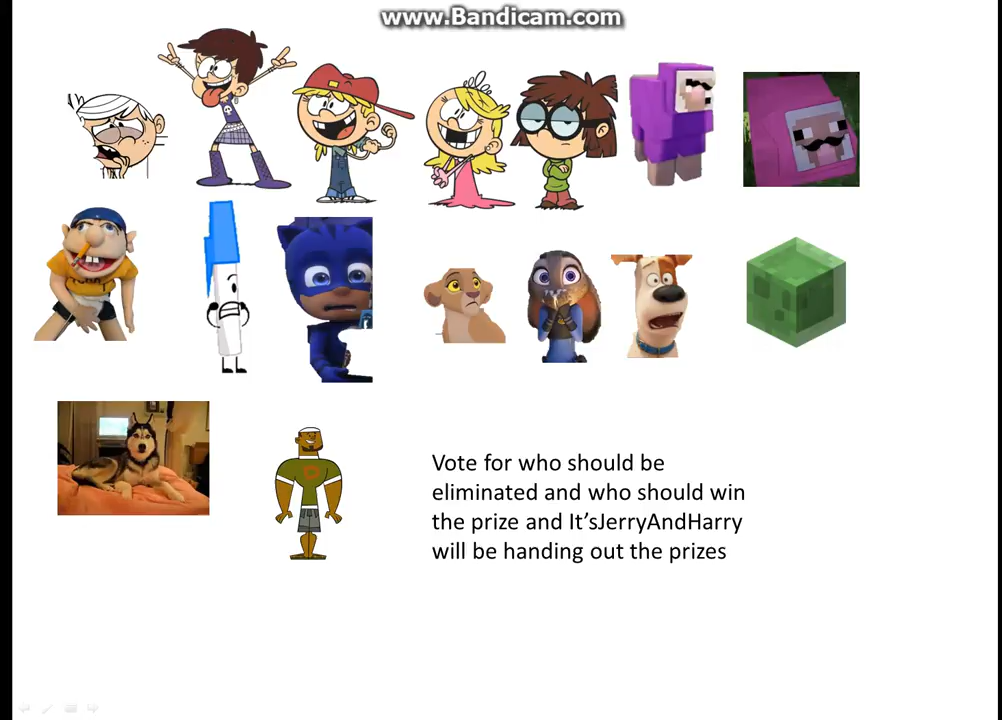 www.Bandicam.com
Vote for who should be
eliminated and who should win
the prize and It’sJerryAndHarry
will be handing out the prizes
D